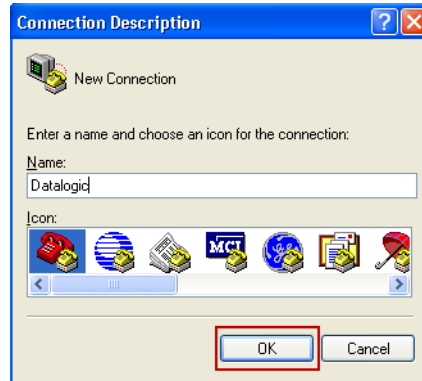 Connection Description
New Connection
Enter a name and choose an icon for the connection:
Name:
Datalogic
Icon:
MCI
OK
Cancel